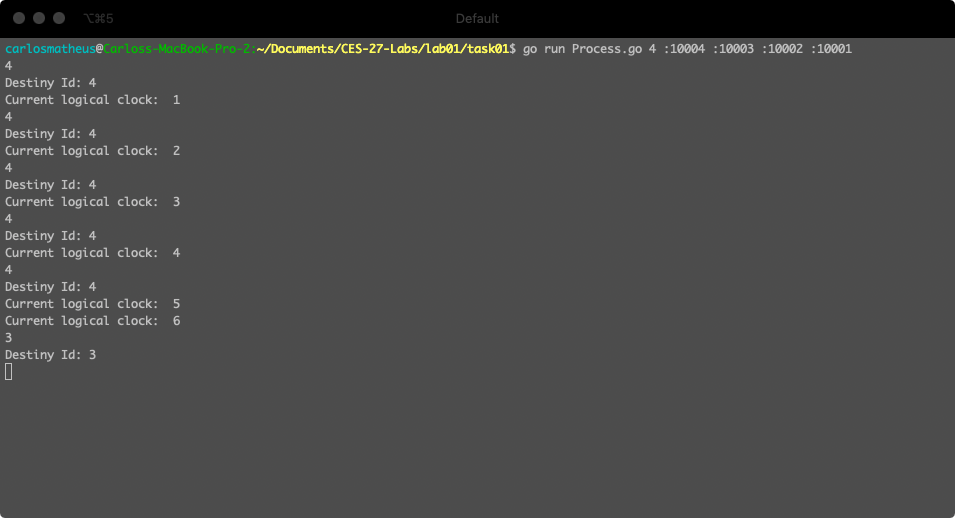 ⌥⌘5
Default
carlosmatheus@Carloss-MacBook-Pro-2:~/Documents/CES-27-Labs/lab01/task01$ go run Process.go 4 :10004 :10003 :10002 :10001
4
Destiny Id: 4
Current logical clock:  1
4
Destiny Id: 4
Current logical clock:  2
4
Destiny Id: 4
Current logical clock:  3
4
Destiny Id: 4
Current logical clock:  4
4
Destiny Id: 4
Current logical clock:  5
Current logical clock:  6
3
Destiny Id: 3